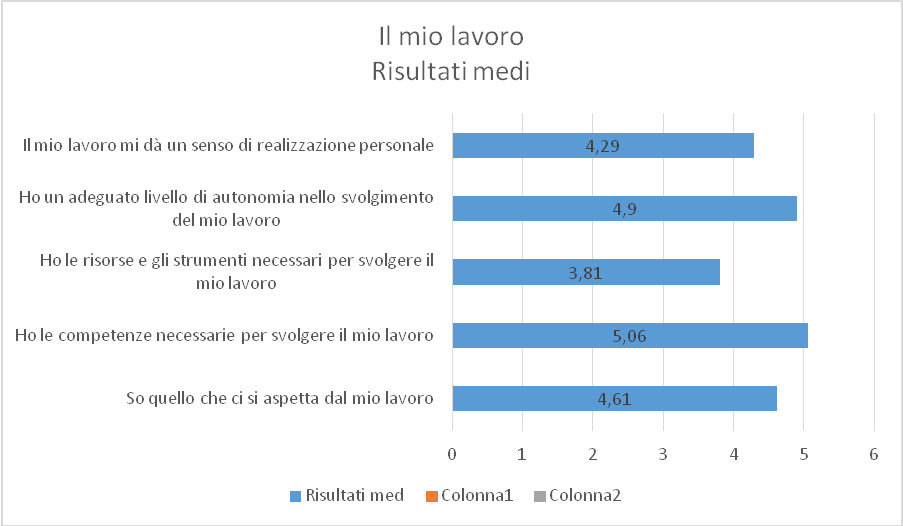 Il mio lavoro
Risultati medi
Il mio lavoro mi dà un senso di realizzazione personale
4,29
Ho un adeguato livello di autonomia nello svolgimento
del mio lavoro
4,9
Ho le risorse e gli strumenti necessari per svolgere il
mio lavoro
3,81
Ho le competenze necessarie per svolgere il mio lavoro
5,06
So quello che ci si aspetta dal mio lavoro
4,61
0 1 2 3 4 5 6
Risultati med Colonna1 Colonna2